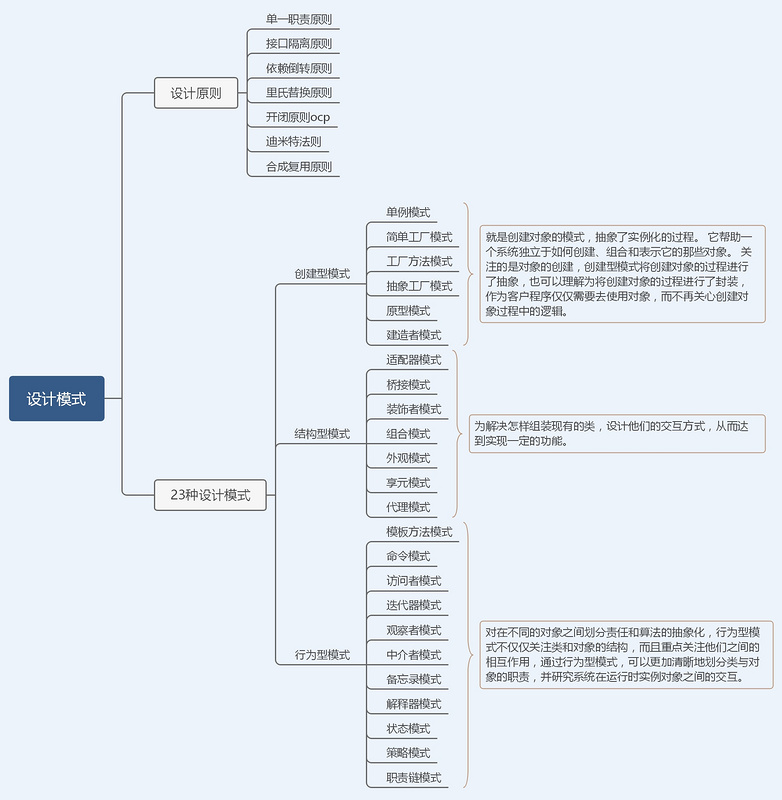 单一职责原则
接口隔离原则
依赖倒转原则
设计原则
里氏替换原则
开闭原则ocp
迪米特法则
合成复用原则
单例模式
简单工厂模式
工厂方法模式
创建型模式
抽象工厂模式
原型模式
建造者模式
就是创建对象的模式，抽象了实例化的过程。 它帮助一
个系统独立于如何创建、组合和表示它的那些对象。 关
注的是对象的创建，创建型模式将创建对象的过程进行
了抽象，也可以理解为将创建对象的过程进行了封装，
作为客户程序仅仅需要去使用对象，而不再关心创建对
象过程中的逻辑。
设计模式
适配器模式
桥接模式
装饰者模式
结构型模式
组合模式
外观模式
享元模式
代理模式
为解决怎样组装现有的类，设计他们的交互方式，从而达
到实现一定的功能。
23种设计模式
模板方法模式
命令模式
访问者模式
迭代器模式
观察者模式
行为型模式
中介者模式
备忘录模式
解释器模式
状态模式
策略模式
职责链模式
对在不同的对象之间划分责任和算法的抽象化，行为型模
式不仅仅关注类和对象的结构，而且重点关注他们之间的
相互作用，通过行为型模式，可以更加清晰地划分类与对
象的职责，并研究系统在运行时实例对象之间的交互。